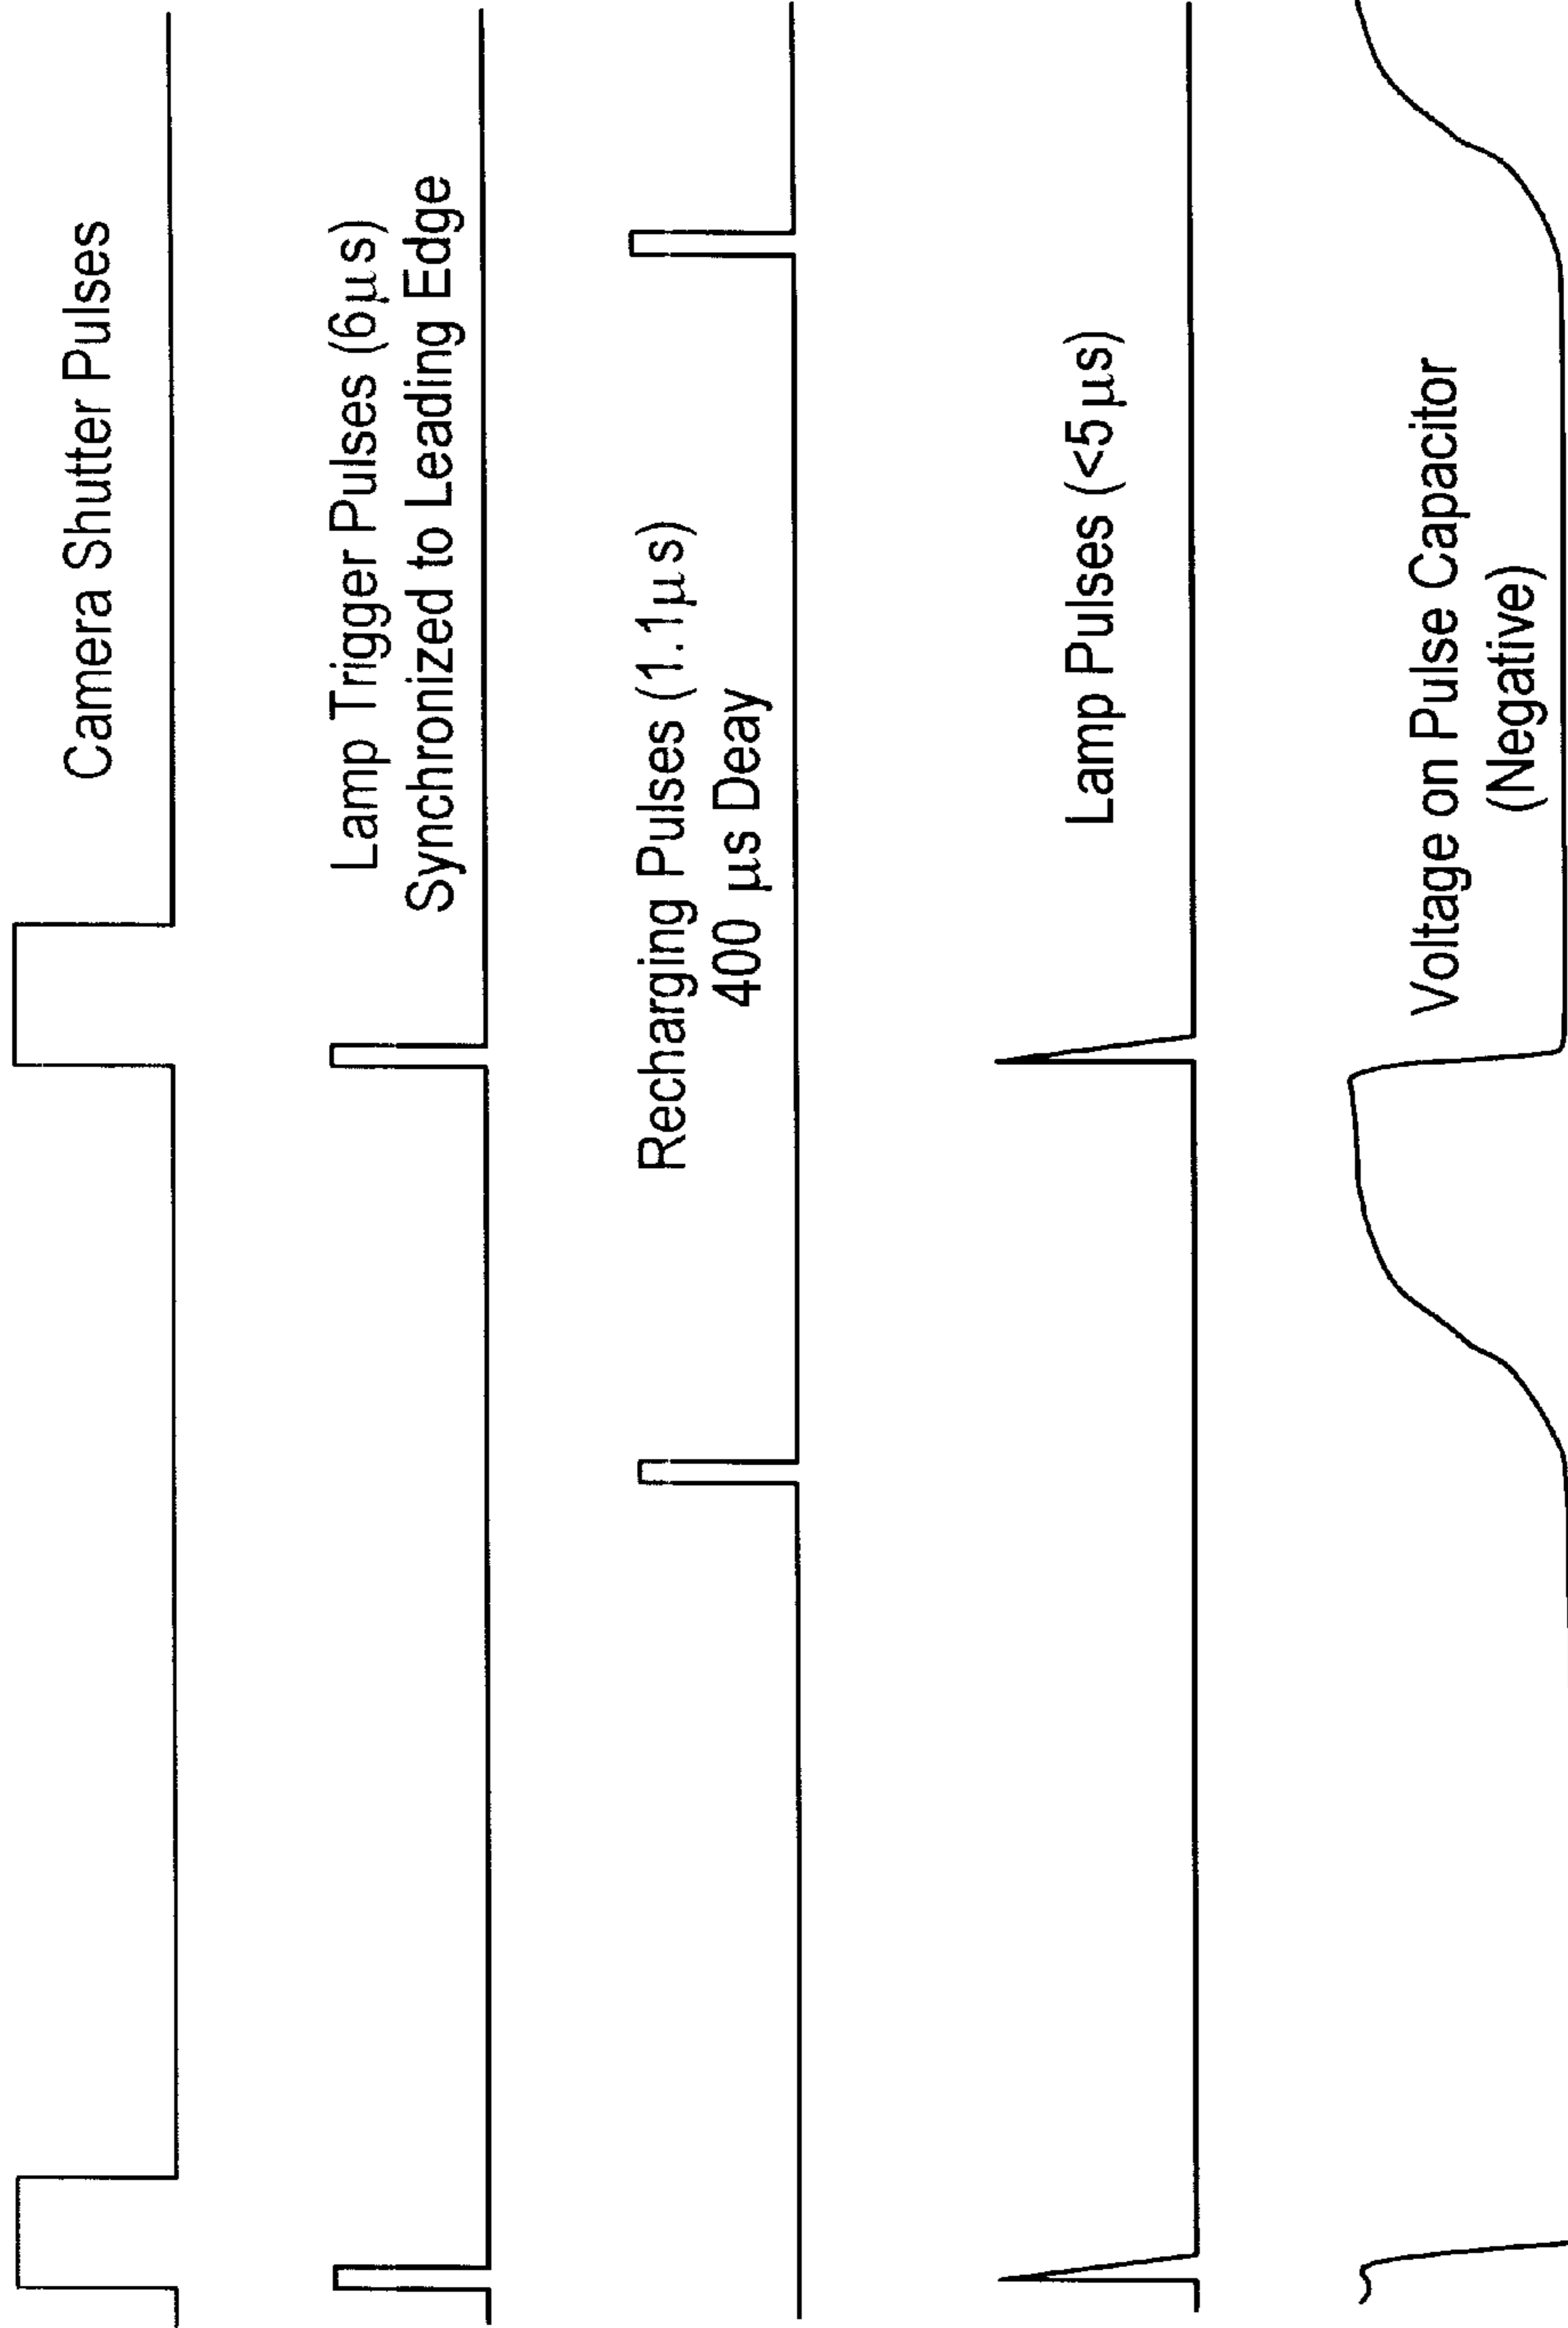 Camera Shutter Pulses
Lamp Trigger Pulses (6μs)
Synchronized to Leading Edge
Recharging Pulses (1.1μs)
400 μs Deay
Lamp Pulses (<5μs)
Voltage on Pulse Capacitor
(Negative)